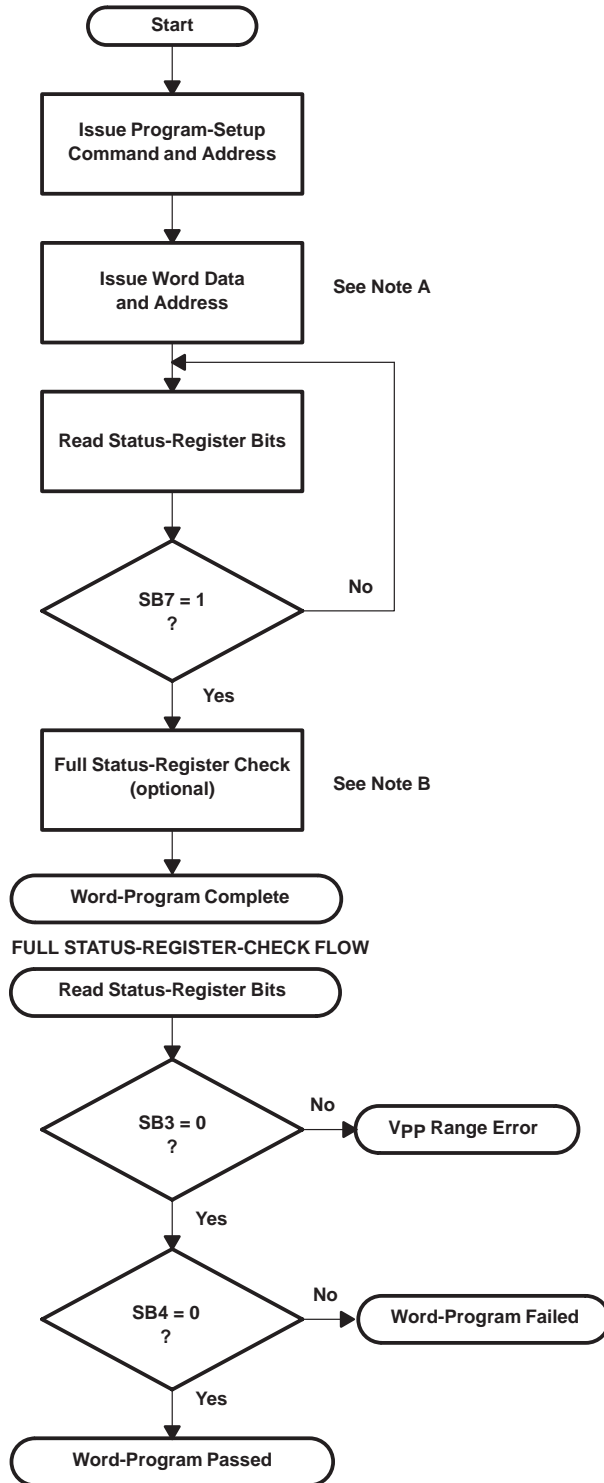 Start
Issue Program-Setup
Command and Address
Issue Word Data
and Address
See Note A
Read Status-Register Bits
SB7 = 1
?
No
Yes
Full Status-Register Check
(optional)
See Note B
Word-Program Complete
FULL STATUS-REGISTER-CHECK FLOW
Read Status-Register Bits
SB3 = 0
?
No
VPP Range Error
Yes
SB4 = 0
?
No
Word-Program Failed
Yes
Word-Program Passed